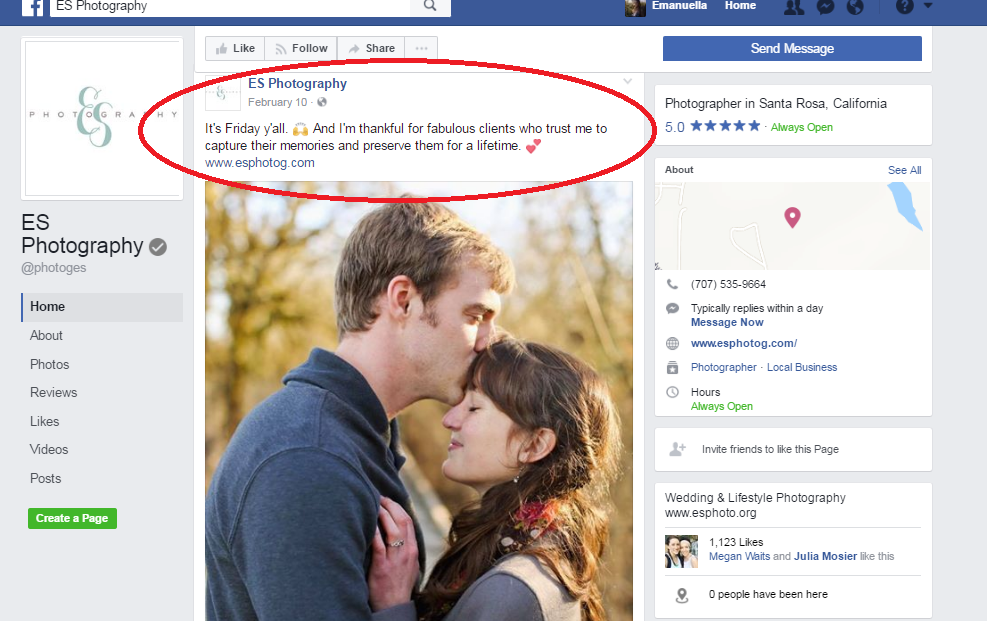 ES Photography
Emanuella
Home
Like
Follow
Share
...
Send Message
PHOTOGRAPHY
ES
ES Photography
February 10 ·
It's Friday y'all. 🙌 And I'm thankful for fabulous clients who trust me to
capture their memories and preserve them for a lifetime. 💕
www.esphotog.com
ES
Photography
@photoges
Home
About
Photos
Reviews
Likes
Videos
Posts
Create a Page
Photographer in Santa Rosa, California
5.0 ★★★★★ · Always Open
About
See All
(707) 535-9664
Typically replies within a day
Message Now
www.esphotog.com/
Photographer · Local Business
Hours
Always Open
Invite friends to like this Page
Wedding & Lifestyle Photography
www.esphoto.org
1,123 Likes
Megan Waits and Julia Mosier like this
0 people have been here